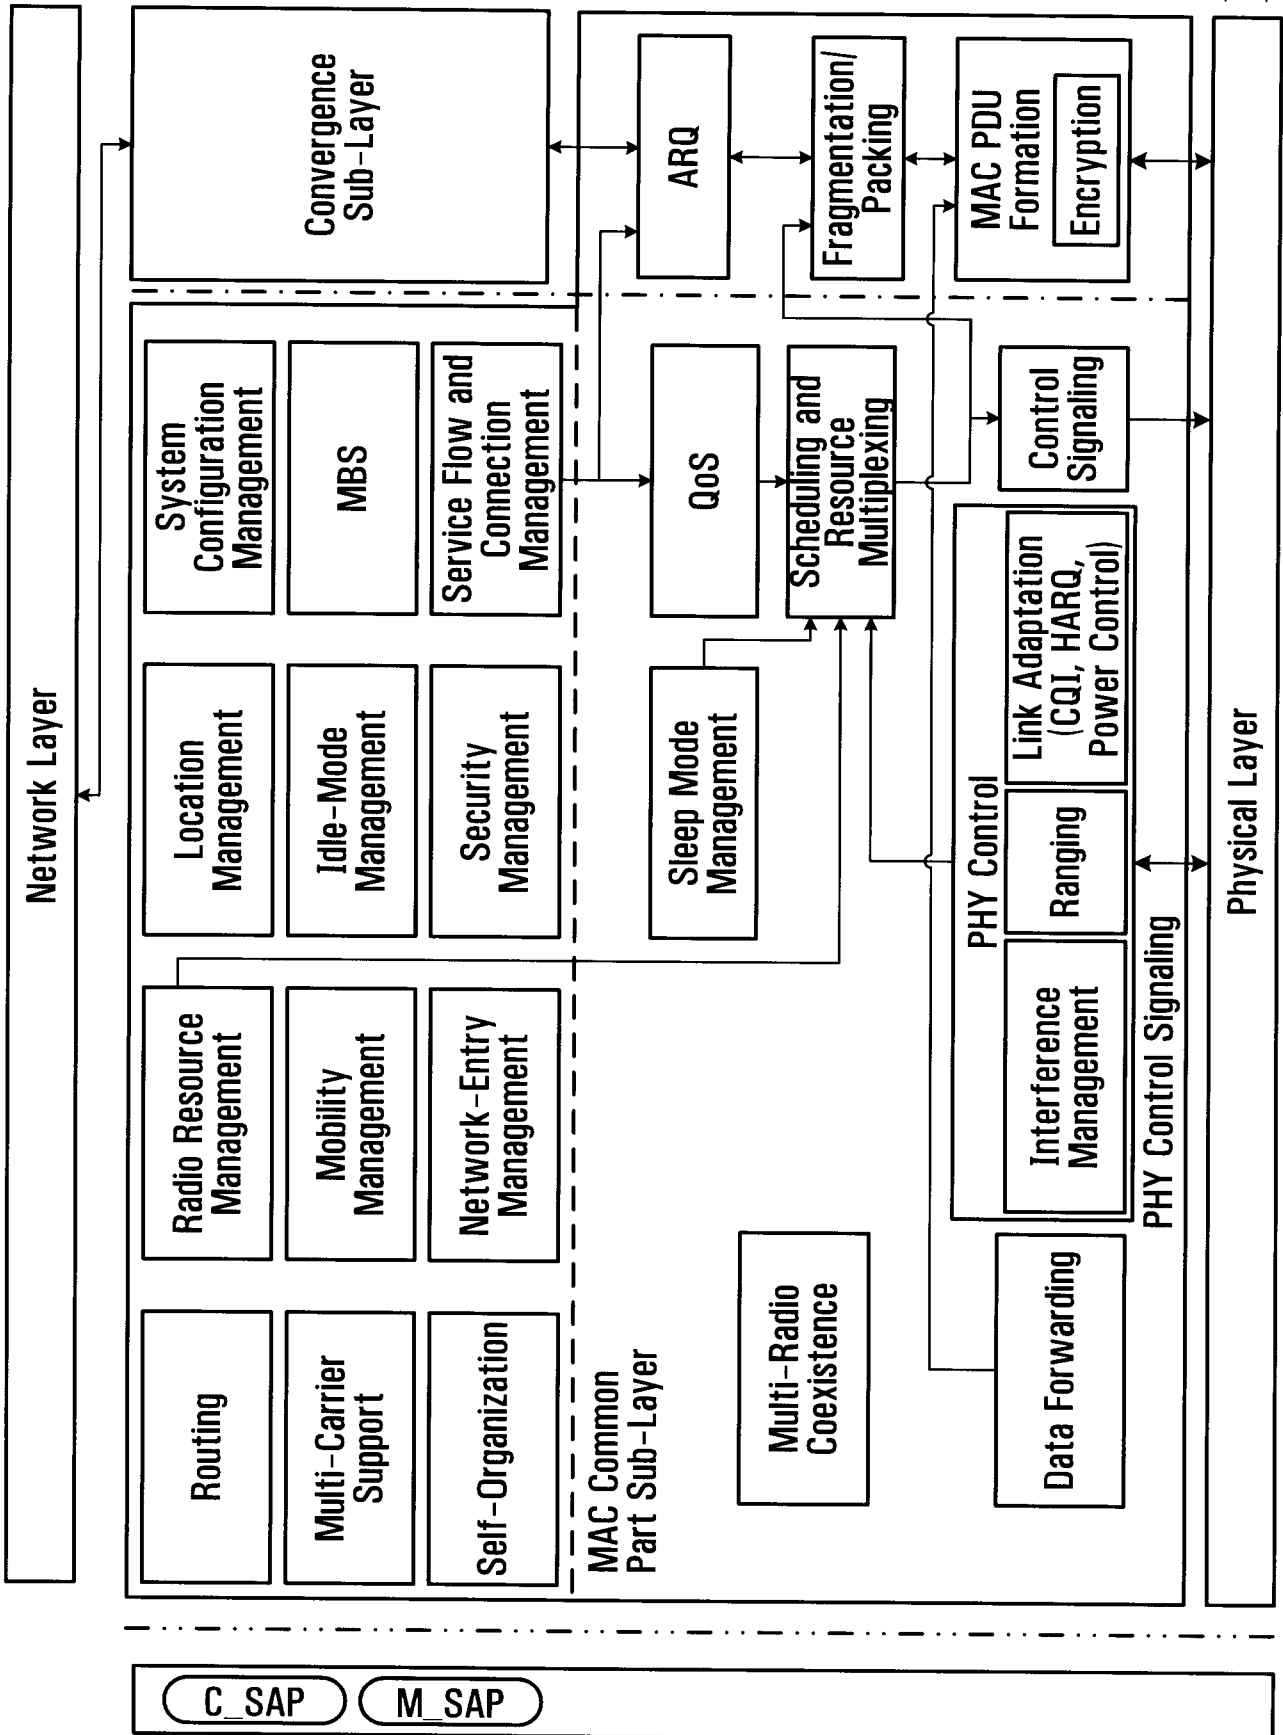 Network Layer
C_SAP
M_SAP
Routing
Radio Resource
Management
Location
Management
System
Configuration
Management
Convergence
Sub-Layer
Multi-Carrier
Support
Mobility
Management
Idle-Mode
Management
MBS
Self-Organization
Network-Entry
Management
Security
Management
Service Flow and
Connection
Management
MAC Common
Part Sub-Layer
Sleep Mode
Management
QoS
ARQ
Multi-Radio
Coexistence
Scheduling and
Resource
Multiplexing
Fragmentation/
Packing
Data Forwarding
PHY Control
Interference
Management
Ranging
Link Adaptation
(CQI, HARQ,
Power Control)
Control
Signaling
MAC PDU
Formation
Encryption
PHY Control Signaling
Physical Layer